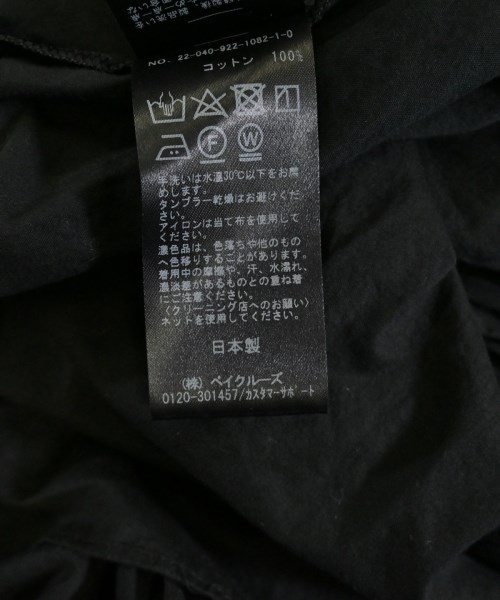 NO. 22-040-922-1082-1-0
コットン 100%
F W
手洗いは水温30℃以下をお薦
めします。
タンブラー乾燥はお避けくだ
さい。
アイロンは当て布を使用して
ください。
濃色品は、色落ちや他のもの
へ色移りすることがあります。
着用中の摩擦や、汗、水濡れ、
濃淡差があるものとの重ね着
にご注意ください。
〈クリーニング店へのお願い〉
ネットを使用してください。
日本製
(株) ベイクルーズ
0120-301457/カスタマーサポート